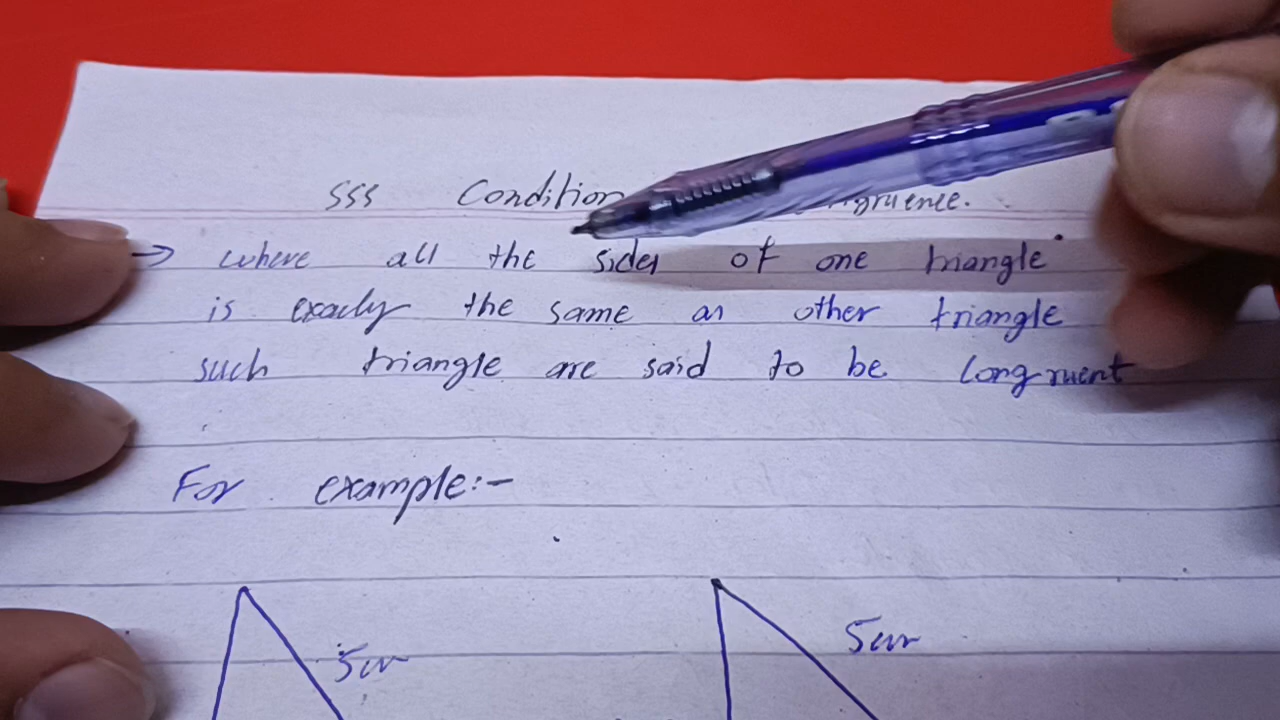 SSS Condition
→ where all the sides of one triangle
is exacly the same as other triangle
such triangle are said to be Congruent
For example:-
5cm 5cm